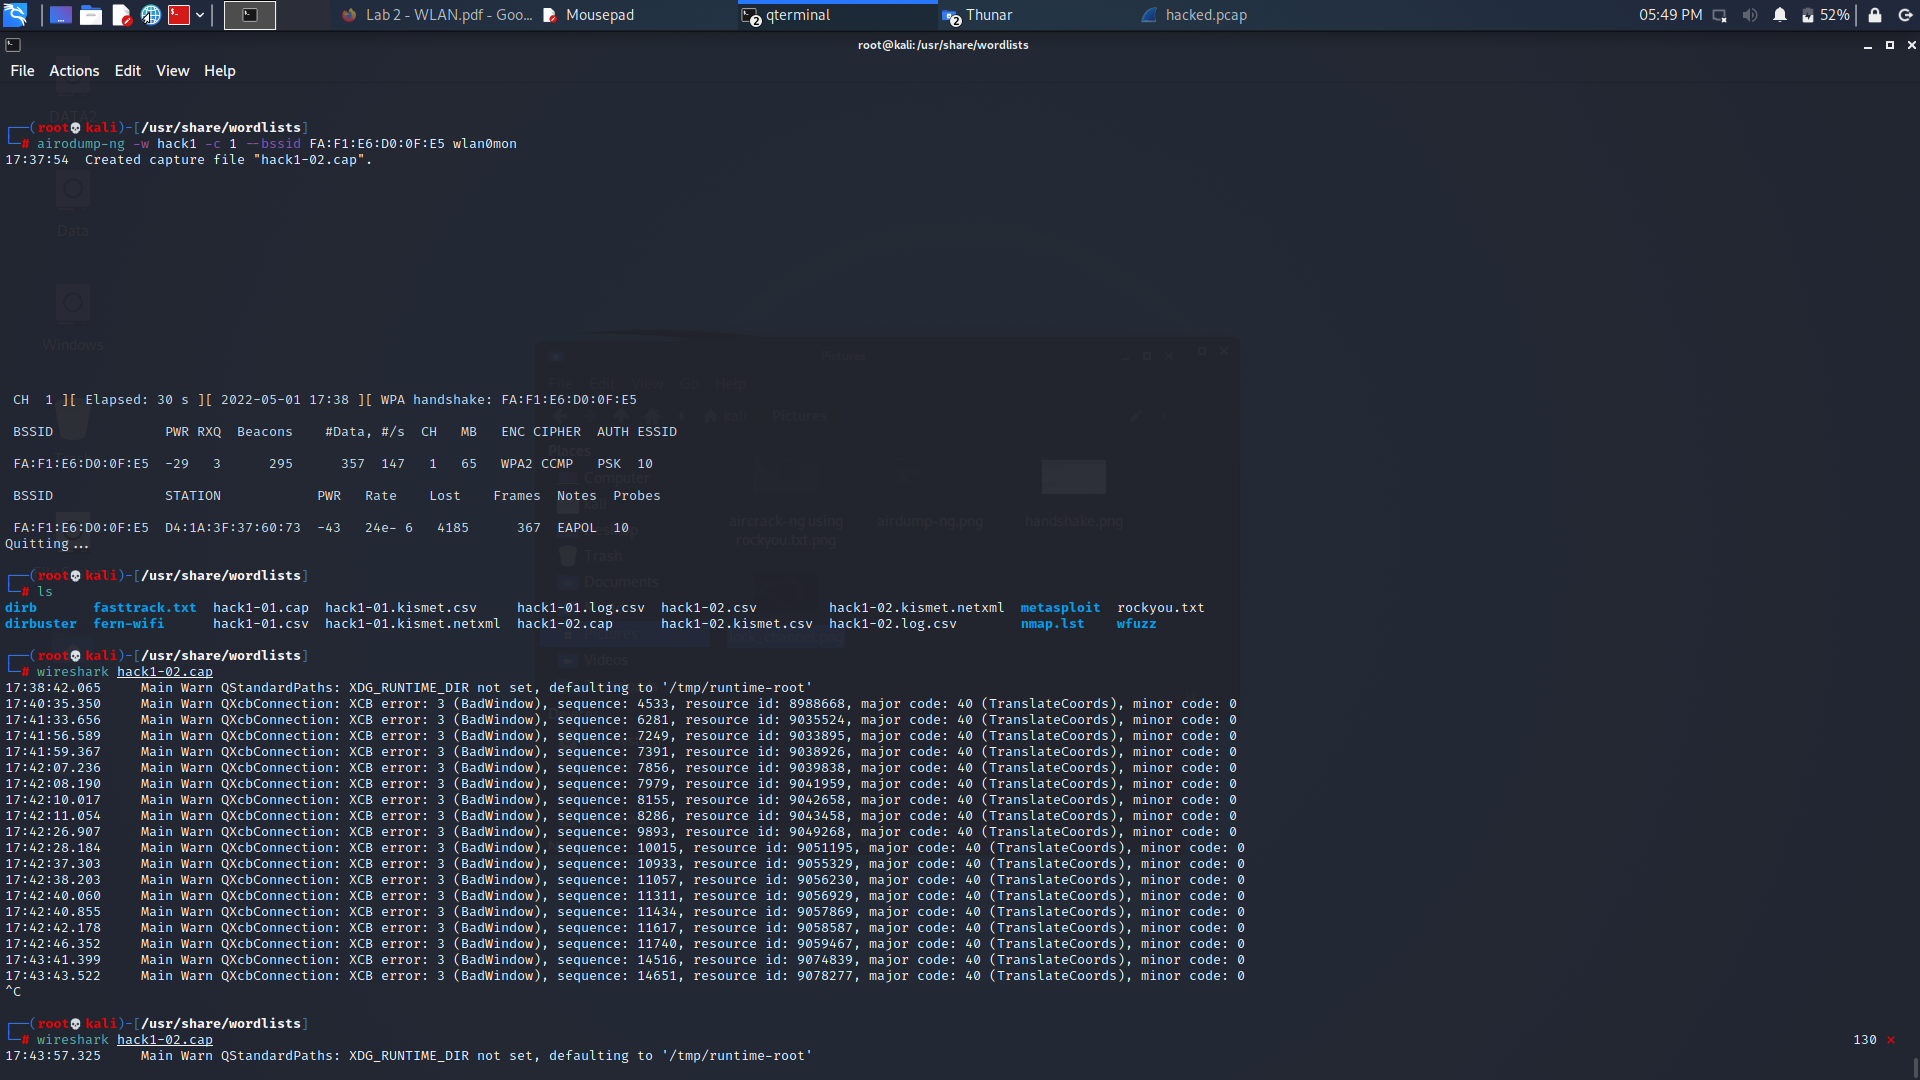 Lab 2 - WLAN.pdf - Goo... Mousepad 2 qterminal 2 Thunar hacked.pcap 05:49 PM 52%
root@kali:/usr/share/wordlists
File Actions Edit View Help
DATA2
┌──(root💀kali)-[/usr/share/wordlists]
└─# airodump-ng -w hack1 -c 1 --bssid FA:F1:E6:D0:0F:E5 wlan0mon
17:37:54  Created capture file "hack1-02.cap".
Data
Windows
Pictures
File Edit View Go Help
kali Pictures
CH  1 ][ Elapsed: 30 s ][ 2022-05-01 17:38 ][ WPA handshake: FA:F1:E6:D0:0F:E5
BSSID              PWR RXQ  Beacons    #Data, #/s  CH   MB   ENC CIPHER  AUTH ESSID
Places
FA:F1:E6:D0:0F:E5  -29   3      295      357  147   1   65   WPA2 CCMP   PSK  10
Computer
BSSID              STATION            PWR   Rate    Lost    Frames  Notes  Probes
aircrack-ng using rockyou.txt.png airdump-ng.png handshake.png
FA:F1:E6:D0:0F:E5  D4:1A:3F:37:60:73  -43   24e- 6   4185      367  EAPOL  10
Quitting...
Trash
┌──(root💀kali)-[/usr/share/wordlists]
Documents
└─# ls
dirb       fasttrack.txt  hack1-01.cap  hack1-01.kismet.csv     hack1-01.log.csv  hack1-02.csv         hack1-02.kismet.netxml  metasploit  rockyou.txt
dirbuster  fern-wifi      hack1-01.csv  hack1-01.kismet.netxml  hack1-02.cap      hack1-02.kismet.csv  hack1-02.log.csv        nmap.lst    wfuzz
┌──(root💀kali)-[/usr/share/wordlists]
Videos
└─# wireshark hack1-02.cap
17:38:42.065     Main Warn QStandardPaths: XDG_RUNTIME_DIR not set, defaulting to '/tmp/runtime-root'
17:40:35.350     Main Warn QXcbConnection: XCB error: 3 (BadWindow), sequence: 4533, resource id: 8988668, major code: 40 (TranslateCoords), minor code: 0
17:41:33.656     Main Warn QXcbConnection: XCB error: 3 (BadWindow), sequence: 6281, resource id: 9035524, major code: 40 (TranslateCoords), minor code: 0
17:41:56.589     Main Warn QXcbConnection: XCB error: 3 (BadWindow), sequence: 7249, resource id: 9033895, major code: 40 (TranslateCoords), minor code: 0
17:41:59.367     Main Warn QXcbConnection: XCB error: 3 (BadWindow), sequence: 7391, resource id: 9038926, major code: 40 (TranslateCoords), minor code: 0
17:42:07.236     Main Warn QXcbConnection: XCB error: 3 (BadWindow), sequence: 7856, resource id: 9039838, major code: 40 (TranslateCoords), minor code: 0
17:42:08.190     Main Warn QXcbConnection: XCB error: 3 (BadWindow), sequence: 7979, resource id: 9041959, major code: 40 (TranslateCoords), minor code: 0
17:42:10.017     Main Warn QXcbConnection: XCB error: 3 (BadWindow), sequence: 8155, resource id: 9042658, major code: 40 (TranslateCoords), minor code: 0
17:42:11.054     Main Warn QXcbConnection: XCB error: 3 (BadWindow), sequence: 8286, resource id: 9043458, major code: 40 (TranslateCoords), minor code: 0
17:42:26.907     Main Warn QXcbConnection: XCB error: 3 (BadWindow), sequence: 9893, resource id: 9049268, major code: 40 (TranslateCoords), minor code: 0
17:42:28.184     Main Warn QXcbConnection: XCB error: 3 (BadWindow), sequence: 10015, resource id: 9051195, major code: 40 (TranslateCoords), minor code: 0
17:42:37.303     Main Warn QXcbConnection: XCB error: 3 (BadWindow), sequence: 10933, resource id: 9055329, major code: 40 (TranslateCoords), minor code: 0
17:42:38.203     Main Warn QXcbConnection: XCB error: 3 (BadWindow), sequence: 11057, resource id: 9056230, major code: 40 (TranslateCoords), minor code: 0
17:42:40.060     Main Warn QXcbConnection: XCB error: 3 (BadWindow), sequence: 11311, resource id: 9056929, major code: 40 (TranslateCoords), minor code: 0
17:42:40.855     Main Warn QXcbConnection: XCB error: 3 (BadWindow), sequence: 11434, resource id: 9057869, major code: 40 (TranslateCoords), minor code: 0
17:42:42.178     Main Warn QXcbConnection: XCB error: 3 (BadWindow), sequence: 11617, resource id: 9058587, major code: 40 (TranslateCoords), minor code: 0
17:42:46.352     Main Warn QXcbConnection: XCB error: 3 (BadWindow), sequence: 11740, resource id: 9059467, major code: 40 (TranslateCoords), minor code: 0
17:43:41.399     Main Warn QXcbConnection: XCB error: 3 (BadWindow), sequence: 14516, resource id: 9074839, major code: 40 (TranslateCoords), minor code: 0
17:43:43.522     Main Warn QXcbConnection: XCB error: 3 (BadWindow), sequence: 14651, resource id: 9078277, major code: 40 (TranslateCoords), minor code: 0
^C
┌──(root💀kali)-[/usr/share/wordlists]
└─# wireshark hack1-02.cap 130 ⨯
17:43:57.325     Main Warn QStandardPaths: XDG_RUNTIME_DIR not set, defaulting to '/tmp/runtime-root'